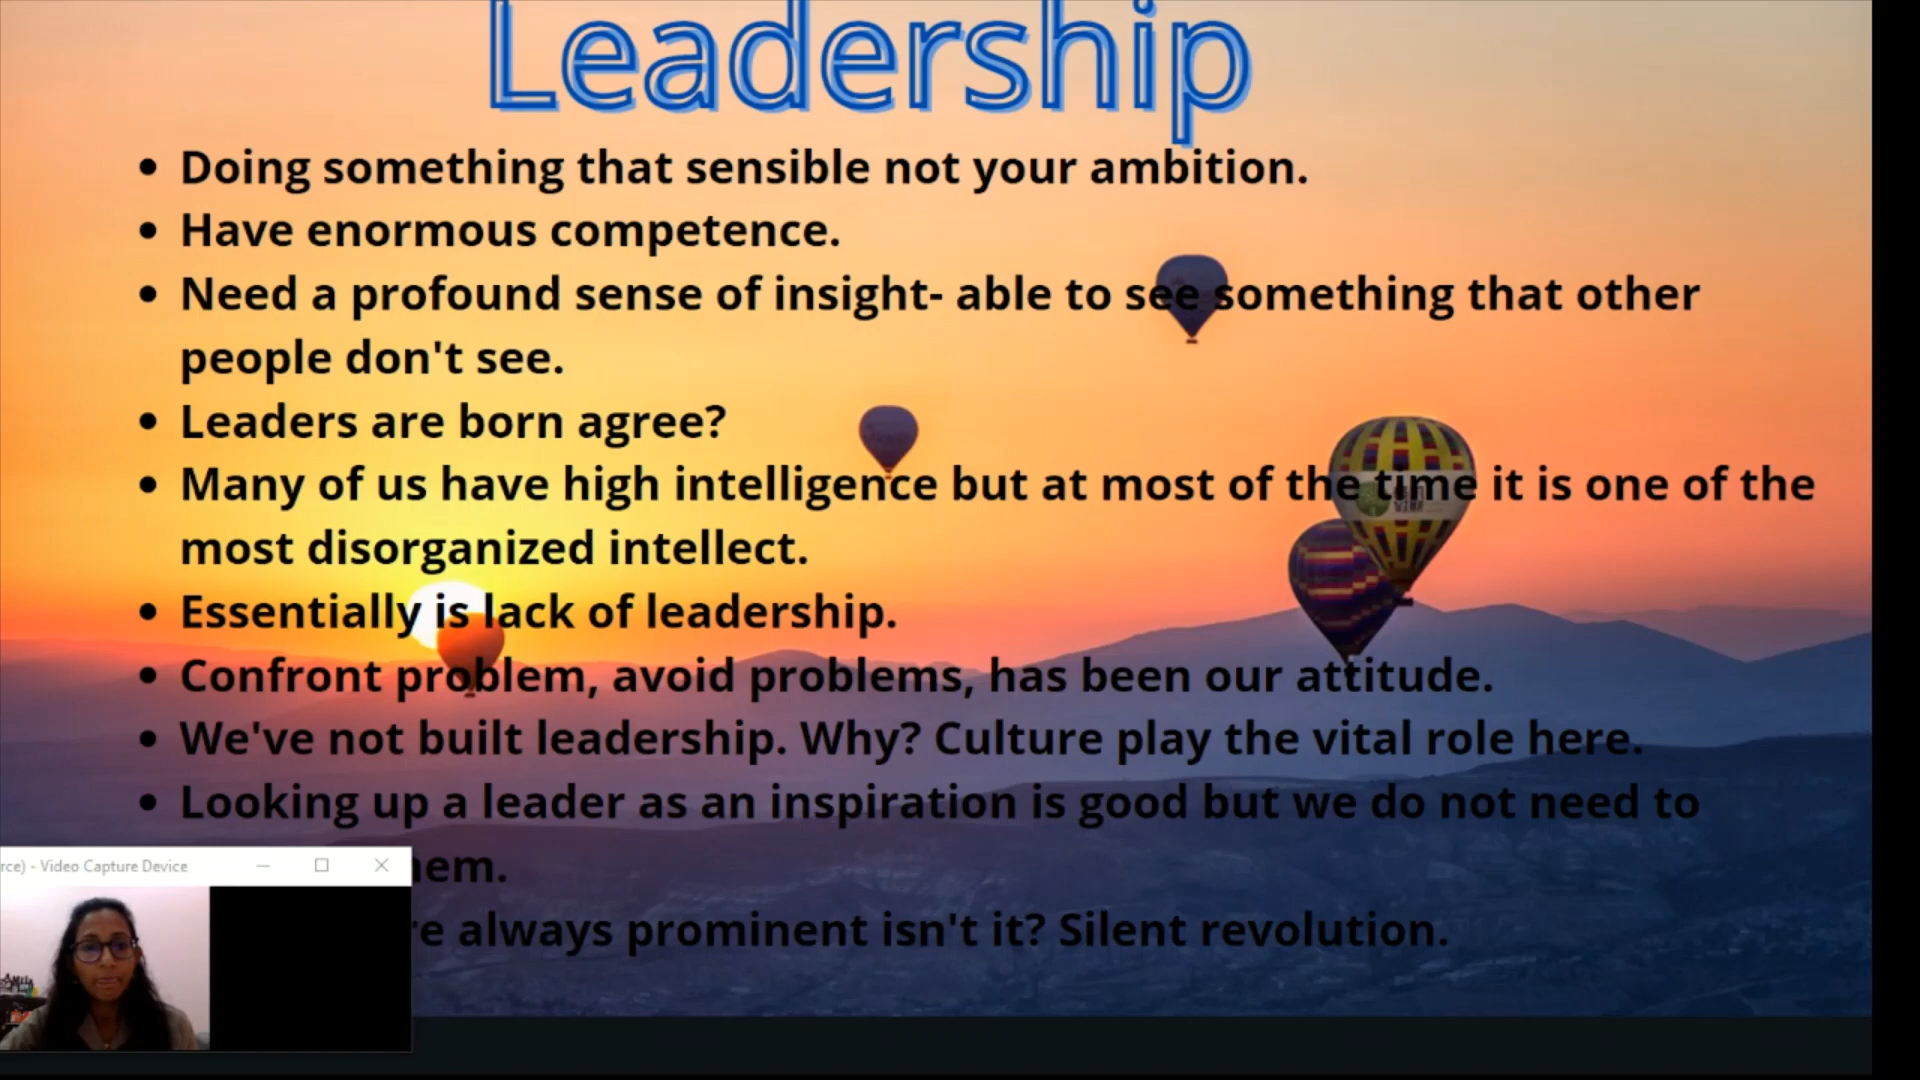 Leadership
• Doing something that sensible not your ambition.
• Have enormous competence.
• Need a profound sense of insight- able to see something that other
people don't see.
• Leaders are born agree?
• Many of us have high intelligence but at most of the time it is one of the
most disorganized intellect.
• Essentially is lack of leadership.
• Confront problem, avoid problems, has been our attitude.
• We've not built leadership. Why? Culture play the vital role here.
• Looking up a leader as an inspiration is good but we do not need to
always prominent isn't it? Silent revolution.
rce) - Video Capture Device